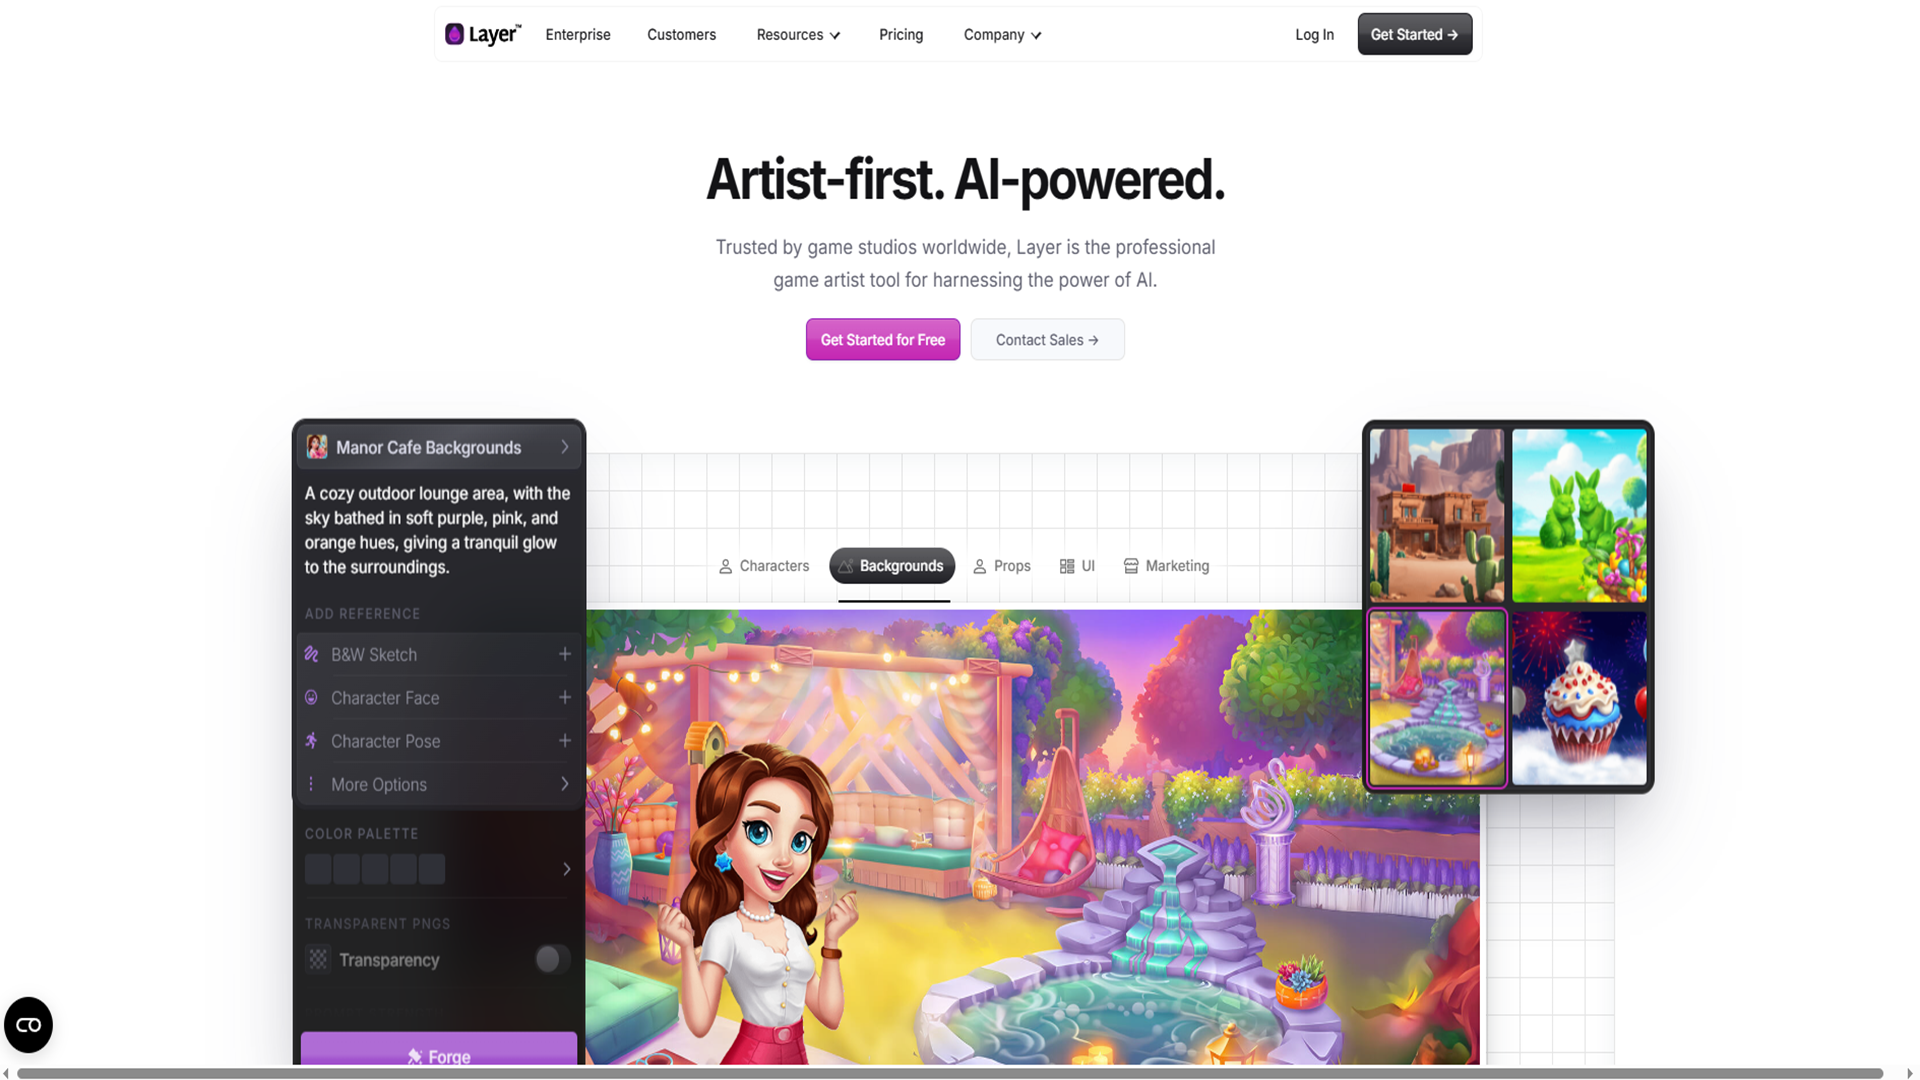 Layer™
Enterprise
Customers
Resources
Pricing
Company
Log In
Get Started →
Artist-first. AI-powered.
Trusted by game studios worldwide, Layer is the professional
game artist tool for harnessing the power of AI.
Get Started for Free
Contact Sales →
Manor Cafe Backgrounds
A cozy outdoor lounge area, with the
sky bathed in soft purple, pink, and
orange hues, giving a tranquil glow
to the surroundings.
ADD REFERENCE
B&W Sketch
Character Face
Character Pose
More Options
COLOR PALETTE
TRANSPARENT PNGS
Transparency
Forge
Characters
Backgrounds
Props
UI
Marketing